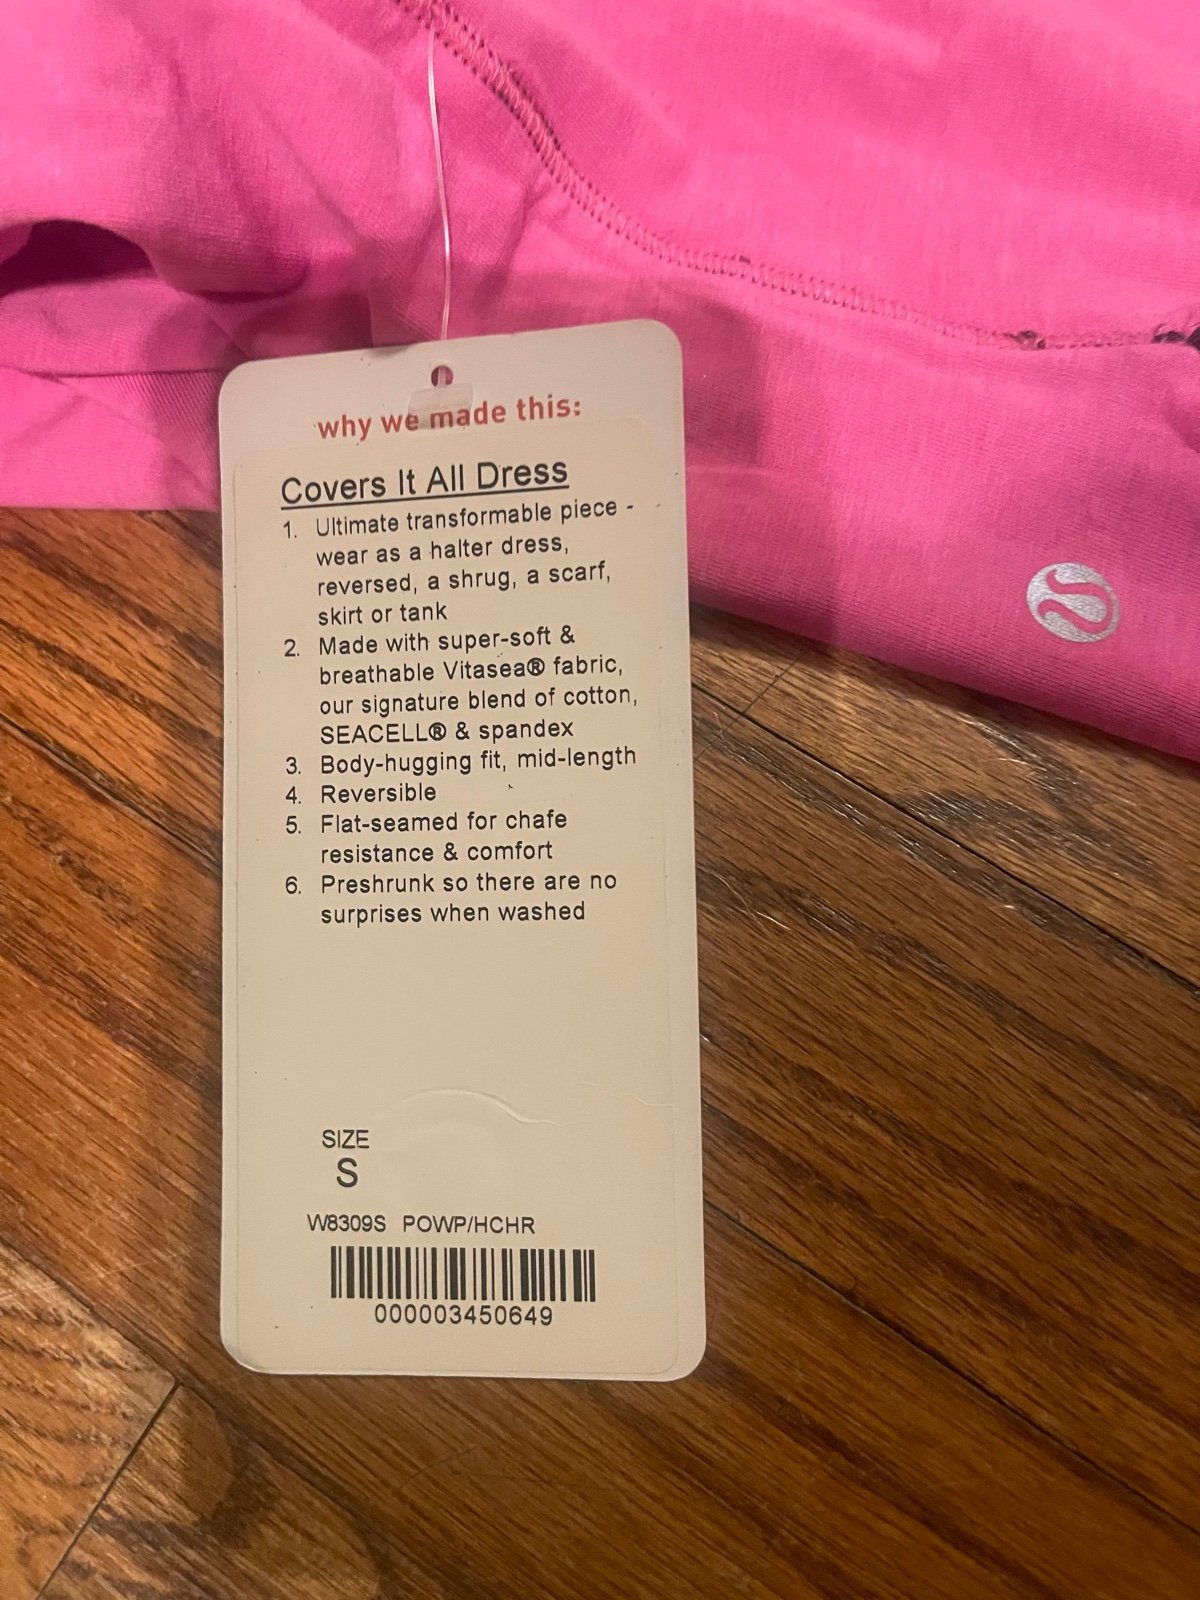 why we made this:
Covers It All Dress
1. Ultimate transformable piece -
wear as a halter dress,
reversed, a shrug, a scarf,
skirt or tank
2. Made with super-soft &
breathable Vitasea® fabric,
our signature blend of cotton,
SEACELL® & spandex
3. Body-hugging fit, mid-length
4. Reversible
5. Flat-seamed for chafe
resistance & comfort
6. Preshrunk so there are no
surprises when washed
SIZE
S
W8309S POWP/HCHR
000003450649